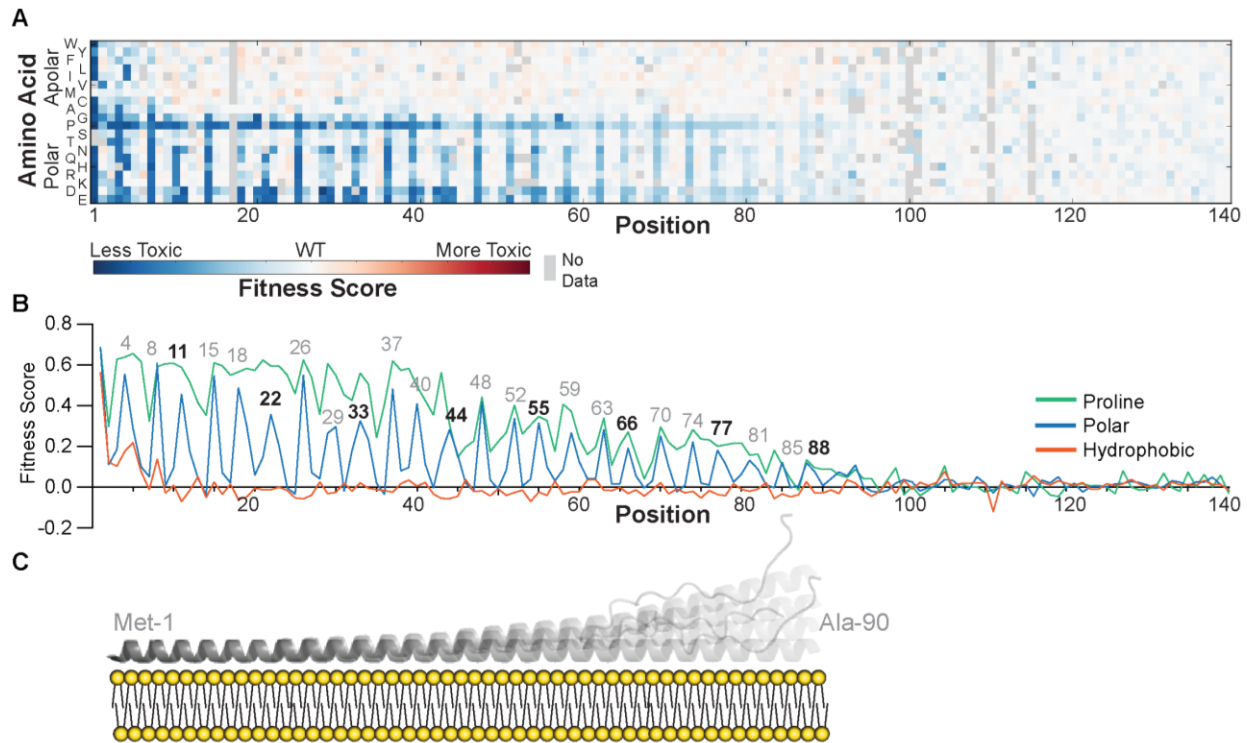 A
Amino Acid
Polar Apolar
W
Y
F
L
I
V
M
C
A
G
P
S
T
N
Q
H
R
K
D
E
1 20 40 60 80 100 120 140
Position
Less Toxic WT More Toxic
Fitness Score
No
Data
B
Fitness Score
0.8
0.6
0.4
0.2
0.0
-0.2
4 8 11 15 18 22 26 29 33 37 40 44 48 52 55 59 63 66 70 74 77 81 85 88
Proline
Polar
Hydrophobic
20 40 60 80 100 120 140
Position
C
Met-1
Ala-90